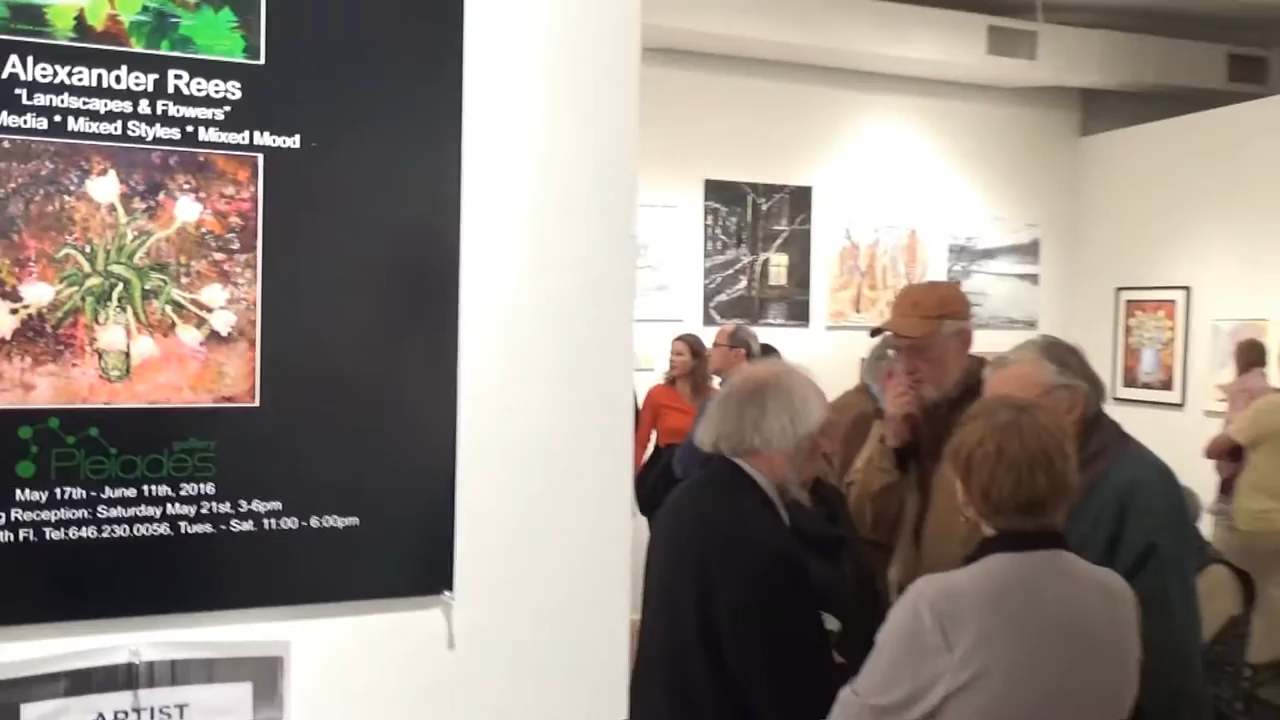 Alexander Rees
"Landscapes & Flowers"
Media * Mixed Styles * Mixed Mood
gallery
Pleiades
May 17th - June 11th, 2016
g Reception: Saturday May 21st, 3-6pm
th Fl. Tel:646.230.0056, Tues. - Sat. 11:00 - 6:00pm
ARTIST